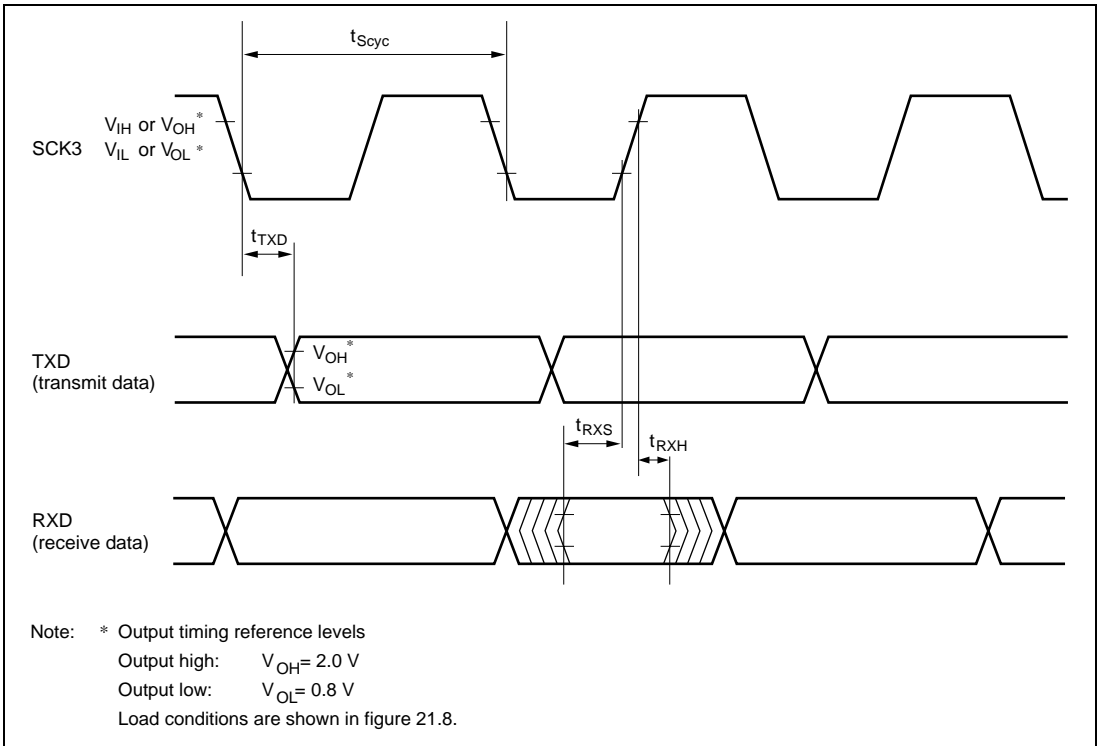 tScyc
VIH or VOH*
SCK3 VIL or VOL *
tTXD
TXD
(transmit data)
VOH*
VOL*
tRXS
tRXH
RXD
(receive data)
Note: * Output timing reference levels
Output high: VOH= 2.0 V
Output low: VOL= 0.8 V
Load conditions are shown in figure 21.8.